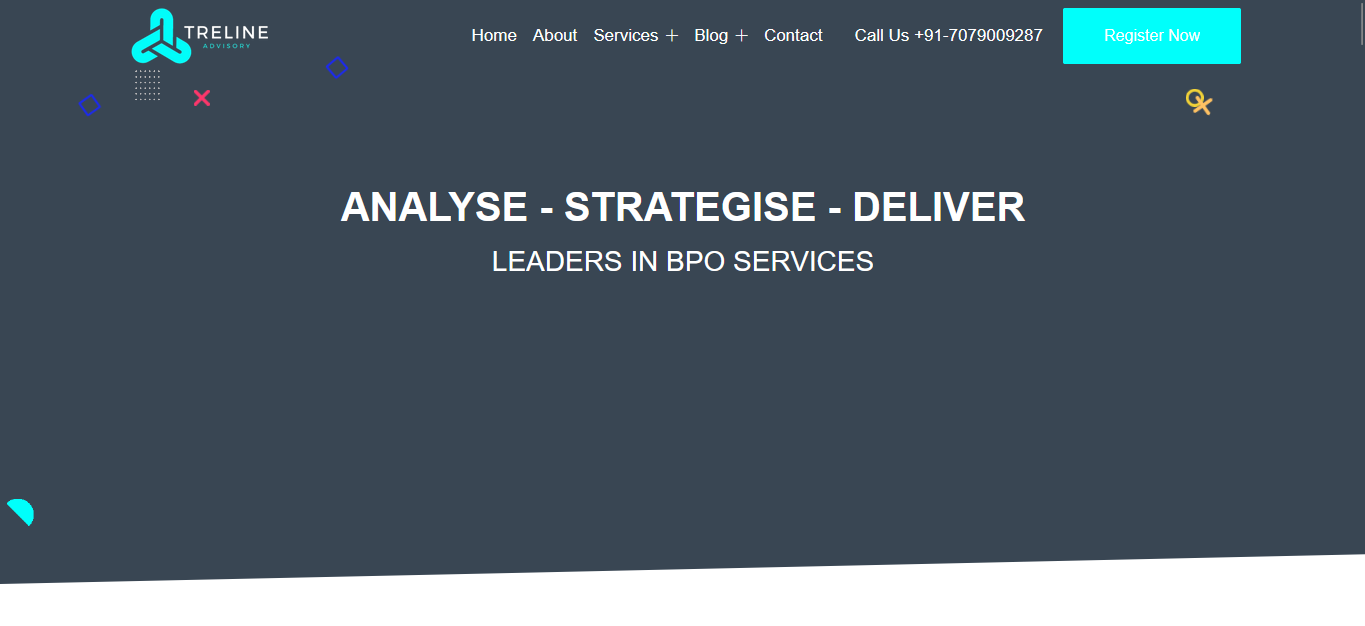 TRELINE
ADVISORY
Home About Services + Blog + Contact Call Us +91-7079009287 Register Now
ANALYSE - STRATEGISE - DELIVER
LEADERS IN BPO SERVICES